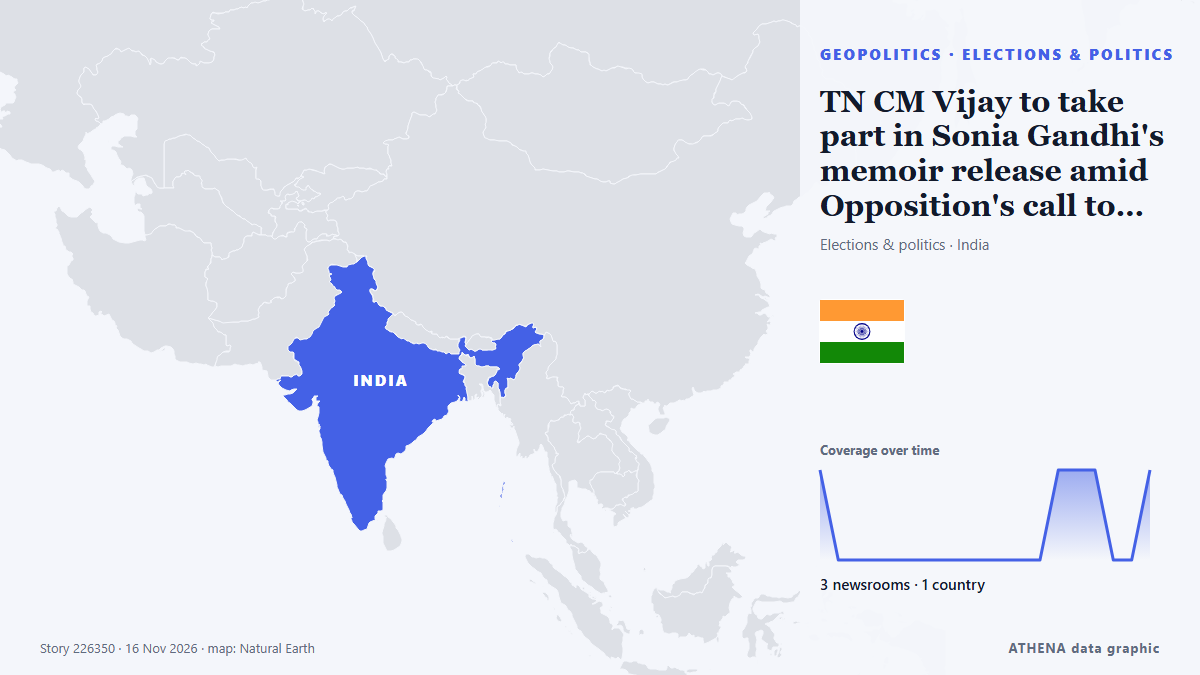 GEOPOLITICS · ELECTIONS & POLITICS
TN CM Vijay to take
part in Sonia Gandhi's
memoir release amid
Opposition's call to...
Elections & politics · India
INDIA
Coverage over time
3 newsrooms · 1 country
Story 226350 · 16 Nov 2026 · map: Natural Earth
ATHENA data graphic